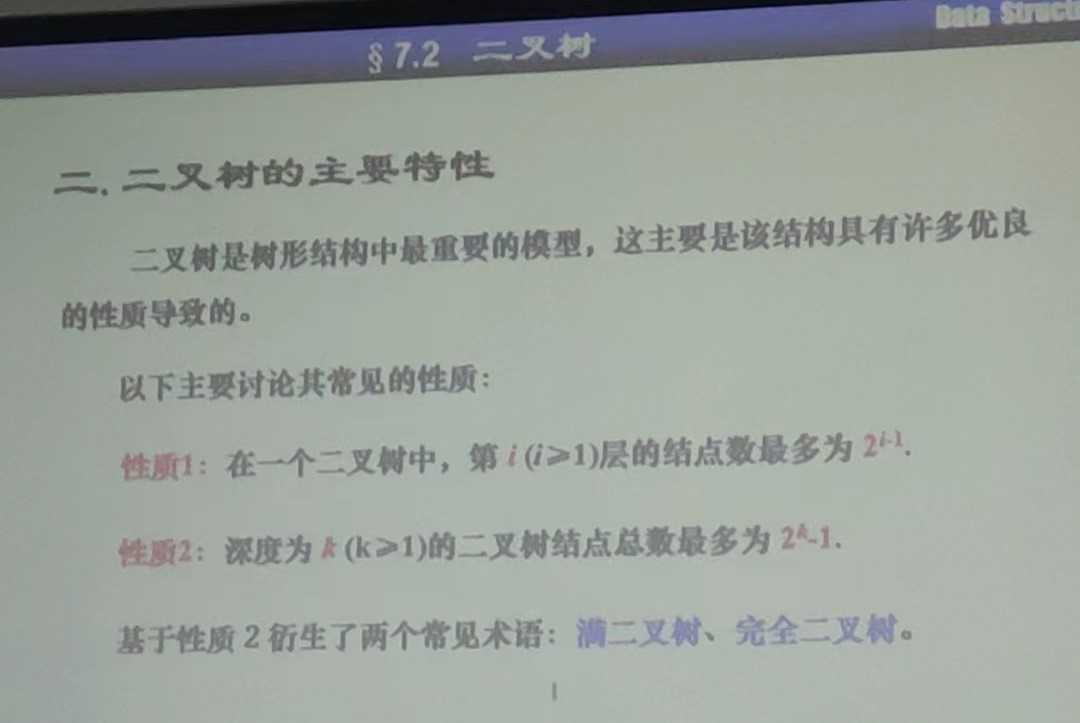 Data Struct
§7.2 二叉树
二. 二叉树的主要特性
二叉树是树形结构中最重要的模型，这主要是该结构具有许多优良
的性质导致的。
以下主要讨论其常见的性质：
性质1：在一个二叉树中，第 i (i≥1)层的结点数最多为 2^{i-1}.
性质2：深度为 k (k≥1)的二叉树结点总数最多为 2^k-1.
基于性质 2 衍生了两个常见术语：满二叉树、完全二叉树。